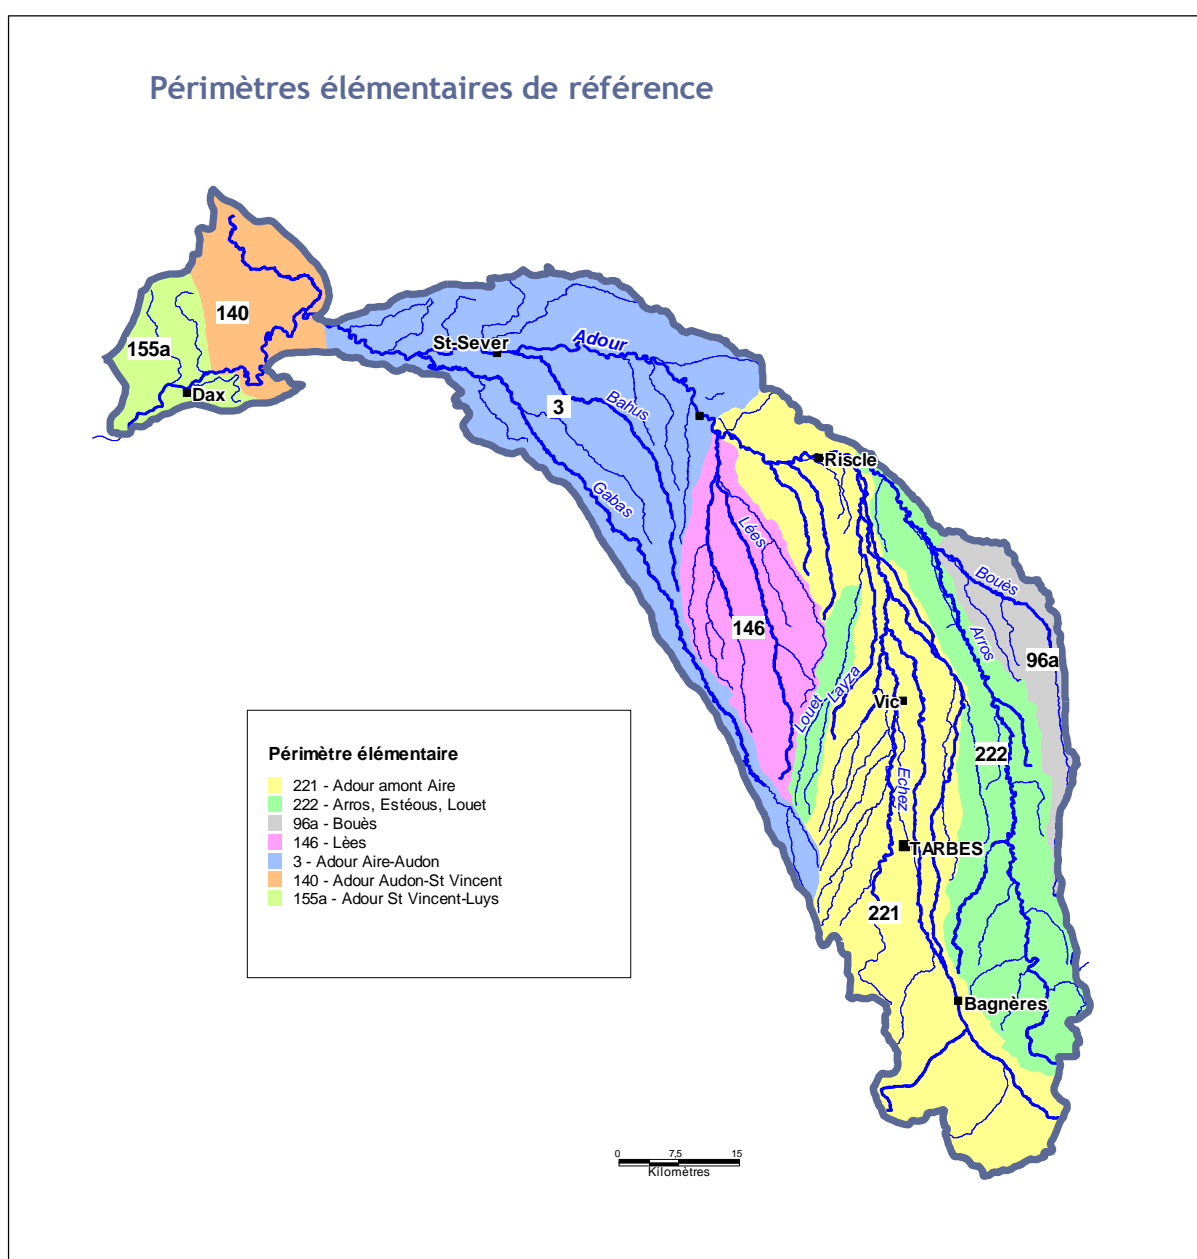 Périmètres élémentaires de référence
140
155a
St-Sever
Adour
Dax
3
Bahus
Riscle
Gabas
Lées
Bouès
146
Arros
96a
Louet
Layza
Vic
222
Echez
TARBES
221
Bagnères
Périmètre élémentaire
221 - Adour amont Aire
222 - Arros, Estéous, Louet
96a - Bouès
146 - Lèes
3 - Adour Aire-Audon
140 - Adour Audon-St Vincent
155a - Adour St Vincent-Luys
0 7,5 15
Kilomètres